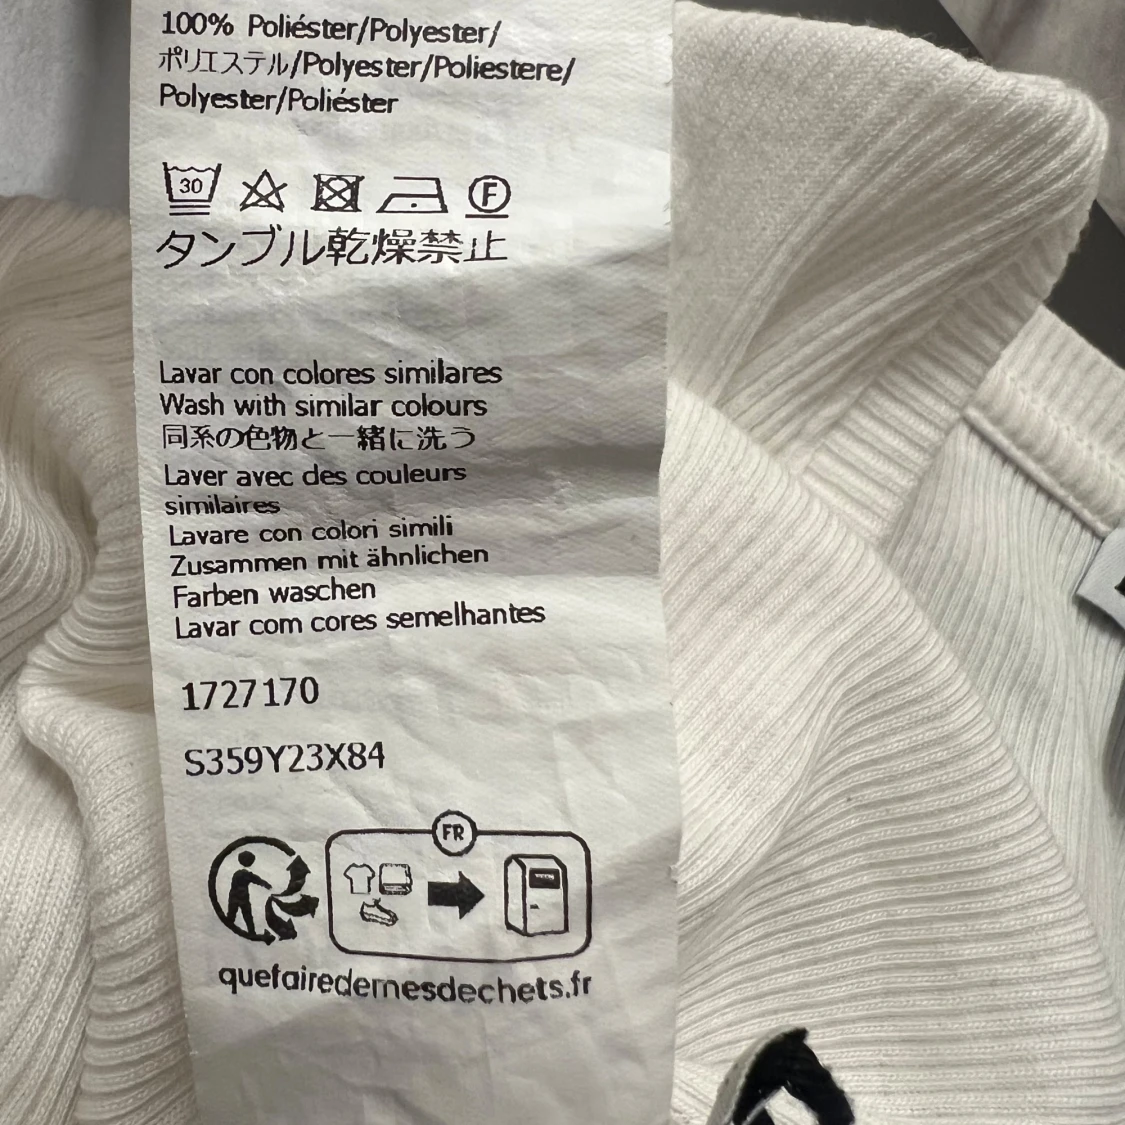 100% Poliéster/Polyester/
ポリエステル/Polyester/Poliestere/
Polyester/Poliéster
30
F
タンブル乾燥禁止
Lavar con colores similares
Wash with similar colours
同系の色物と一緒に洗う
Laver avec des couleurs
similaires
Lavare con colori simili
Zusammen mit ähnlichen
Farben waschen
Lavar com cores semelhantes
1727170
S359Y23X84
FR
quefairedemesdechets.fr